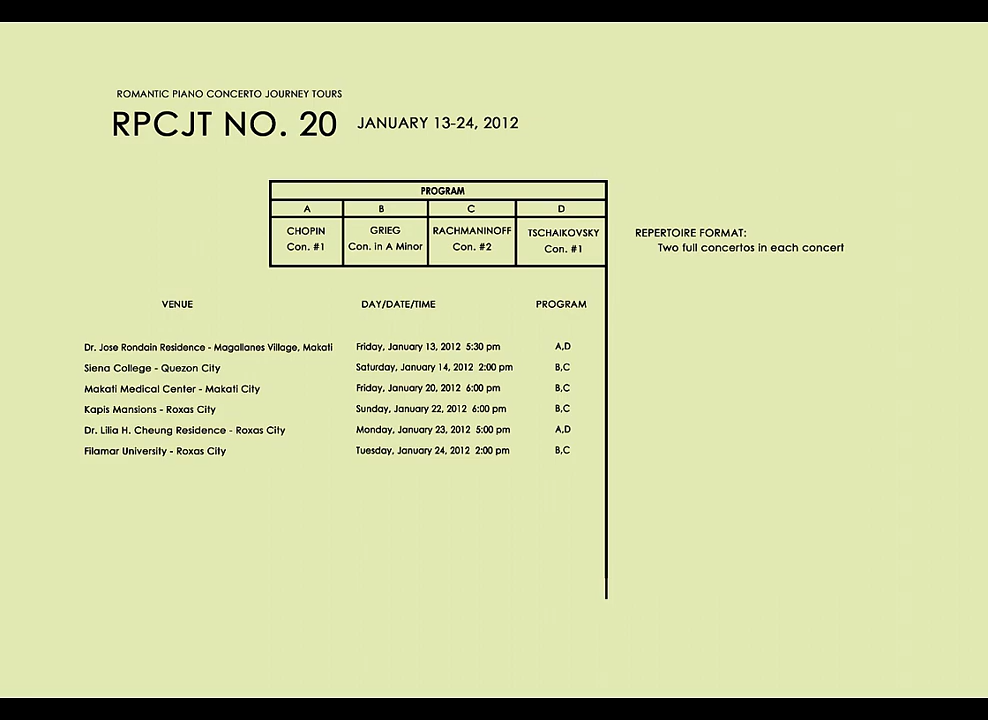 ROMANTIC PIANO CONCERTO JOURNEY TOURS
RPCJT NO. 20 JANUARY 13-24, 2012
PROGRAM
A B C D
CHOPIN GRIEG RACHMANINOFF TSCHAIKOVSKY
Con. #1 Con. in A Minor Con. #2 Con. #1
REPERTOIRE FORMAT:
Two full concertos in each concert
VENUE DAY/DATE/TIME PROGRAM
Dr. Jose Rondain Residence - Magallanes Village, Makati Friday, January 13, 2012 5:30 pm A,D
Siena College - Quezon City Saturday, January 14, 2012 2:00 pm B,C
Makati Medical Center - Makati City Friday, January 20, 2012 6:00 pm B,C
Kapis Mansions - Roxas City Sunday, January 22, 2012 6:00 pm B,C
Dr. Lilia H. Cheung Residence - Roxas City Monday, January 23, 2012 5:00 pm A,D
Filamar University - Roxas City Tuesday, January 24, 2012 2:00 pm B,C